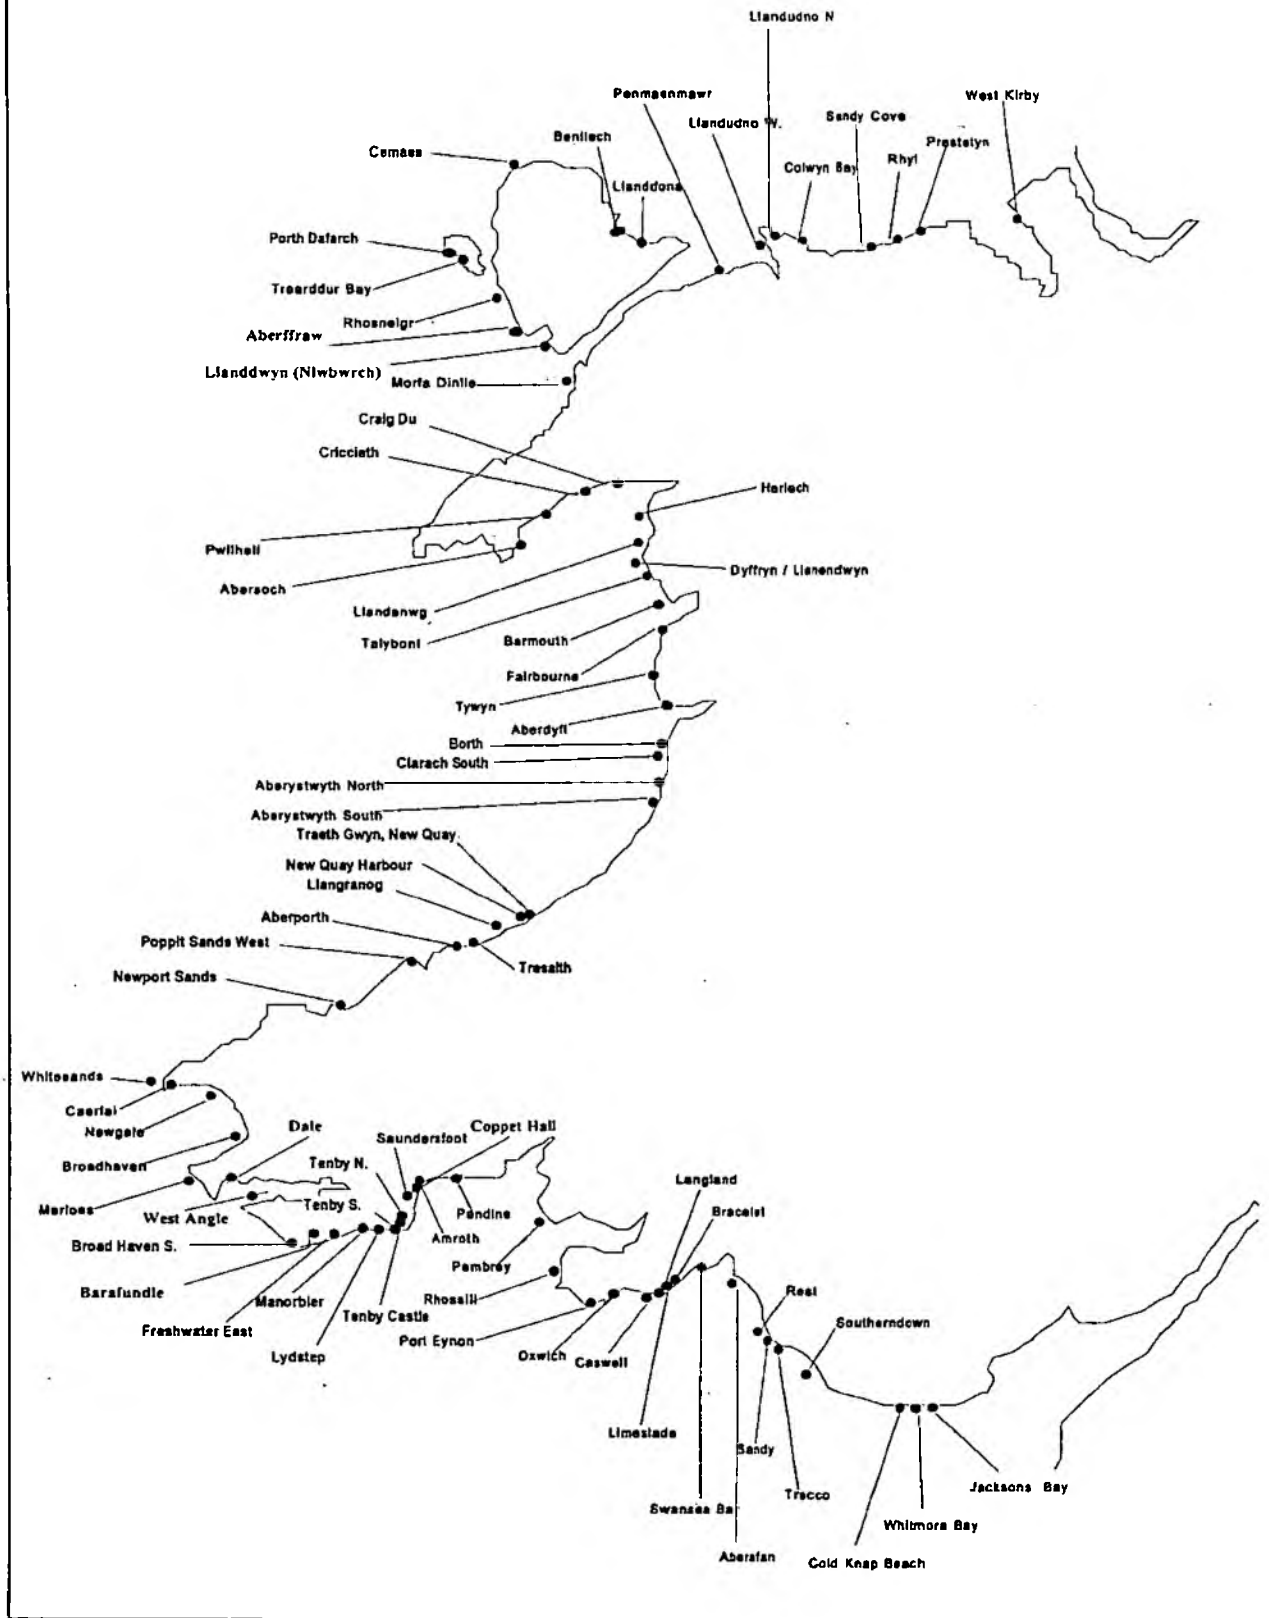 Llandudno N
West Kirby
Penmaenmawr
Sandy Cove
Llandudno W.
Benllech
Prestatyn
Cemaes
Rhyl
Colwyn Bay
Llanddona
Porth Dafarch
Trearddur Bay
Rhosneigr
Aberffraw
Llanddwyn (Niwbwrch)
Morfa Dinlle
Craig Du
Criccieth
Harlech
Pwllheli
Dyffryn / Llanendwyn
Abersoch
Llandanwg
Talybont
Barmouth
Fairbourne
Tywyn
Aberdyfi
Borth
Clarach South
Aberystwyth North
Aberystwyth South
Traeth Gwyn, New Quay
New Quay Harbour
Llangranog
Aberporth
Poppit Sands West
Tresaith
Newport Sands
Whitesands
Caerfai
Newgale
Dale
Coppet Hall
Saundersfoot
Broadhaven
Tenby N.
Langland
Marloes
Tenby S.
Pendine
Bracelet
West Angle
Amroth
Broad Haven S.
Pembrey
Barafundle
Rhossili
Manorbier
Tenby Castle
Rest
Freshwater East
Port Eynon
Southerndown
Lydstep
Oxwich
Caswell
Limeslade
Sandy
Jacksons Bay
Trecco
Swansea Ba
Whitmore Bay
Aberafan
Cold Knap Beach